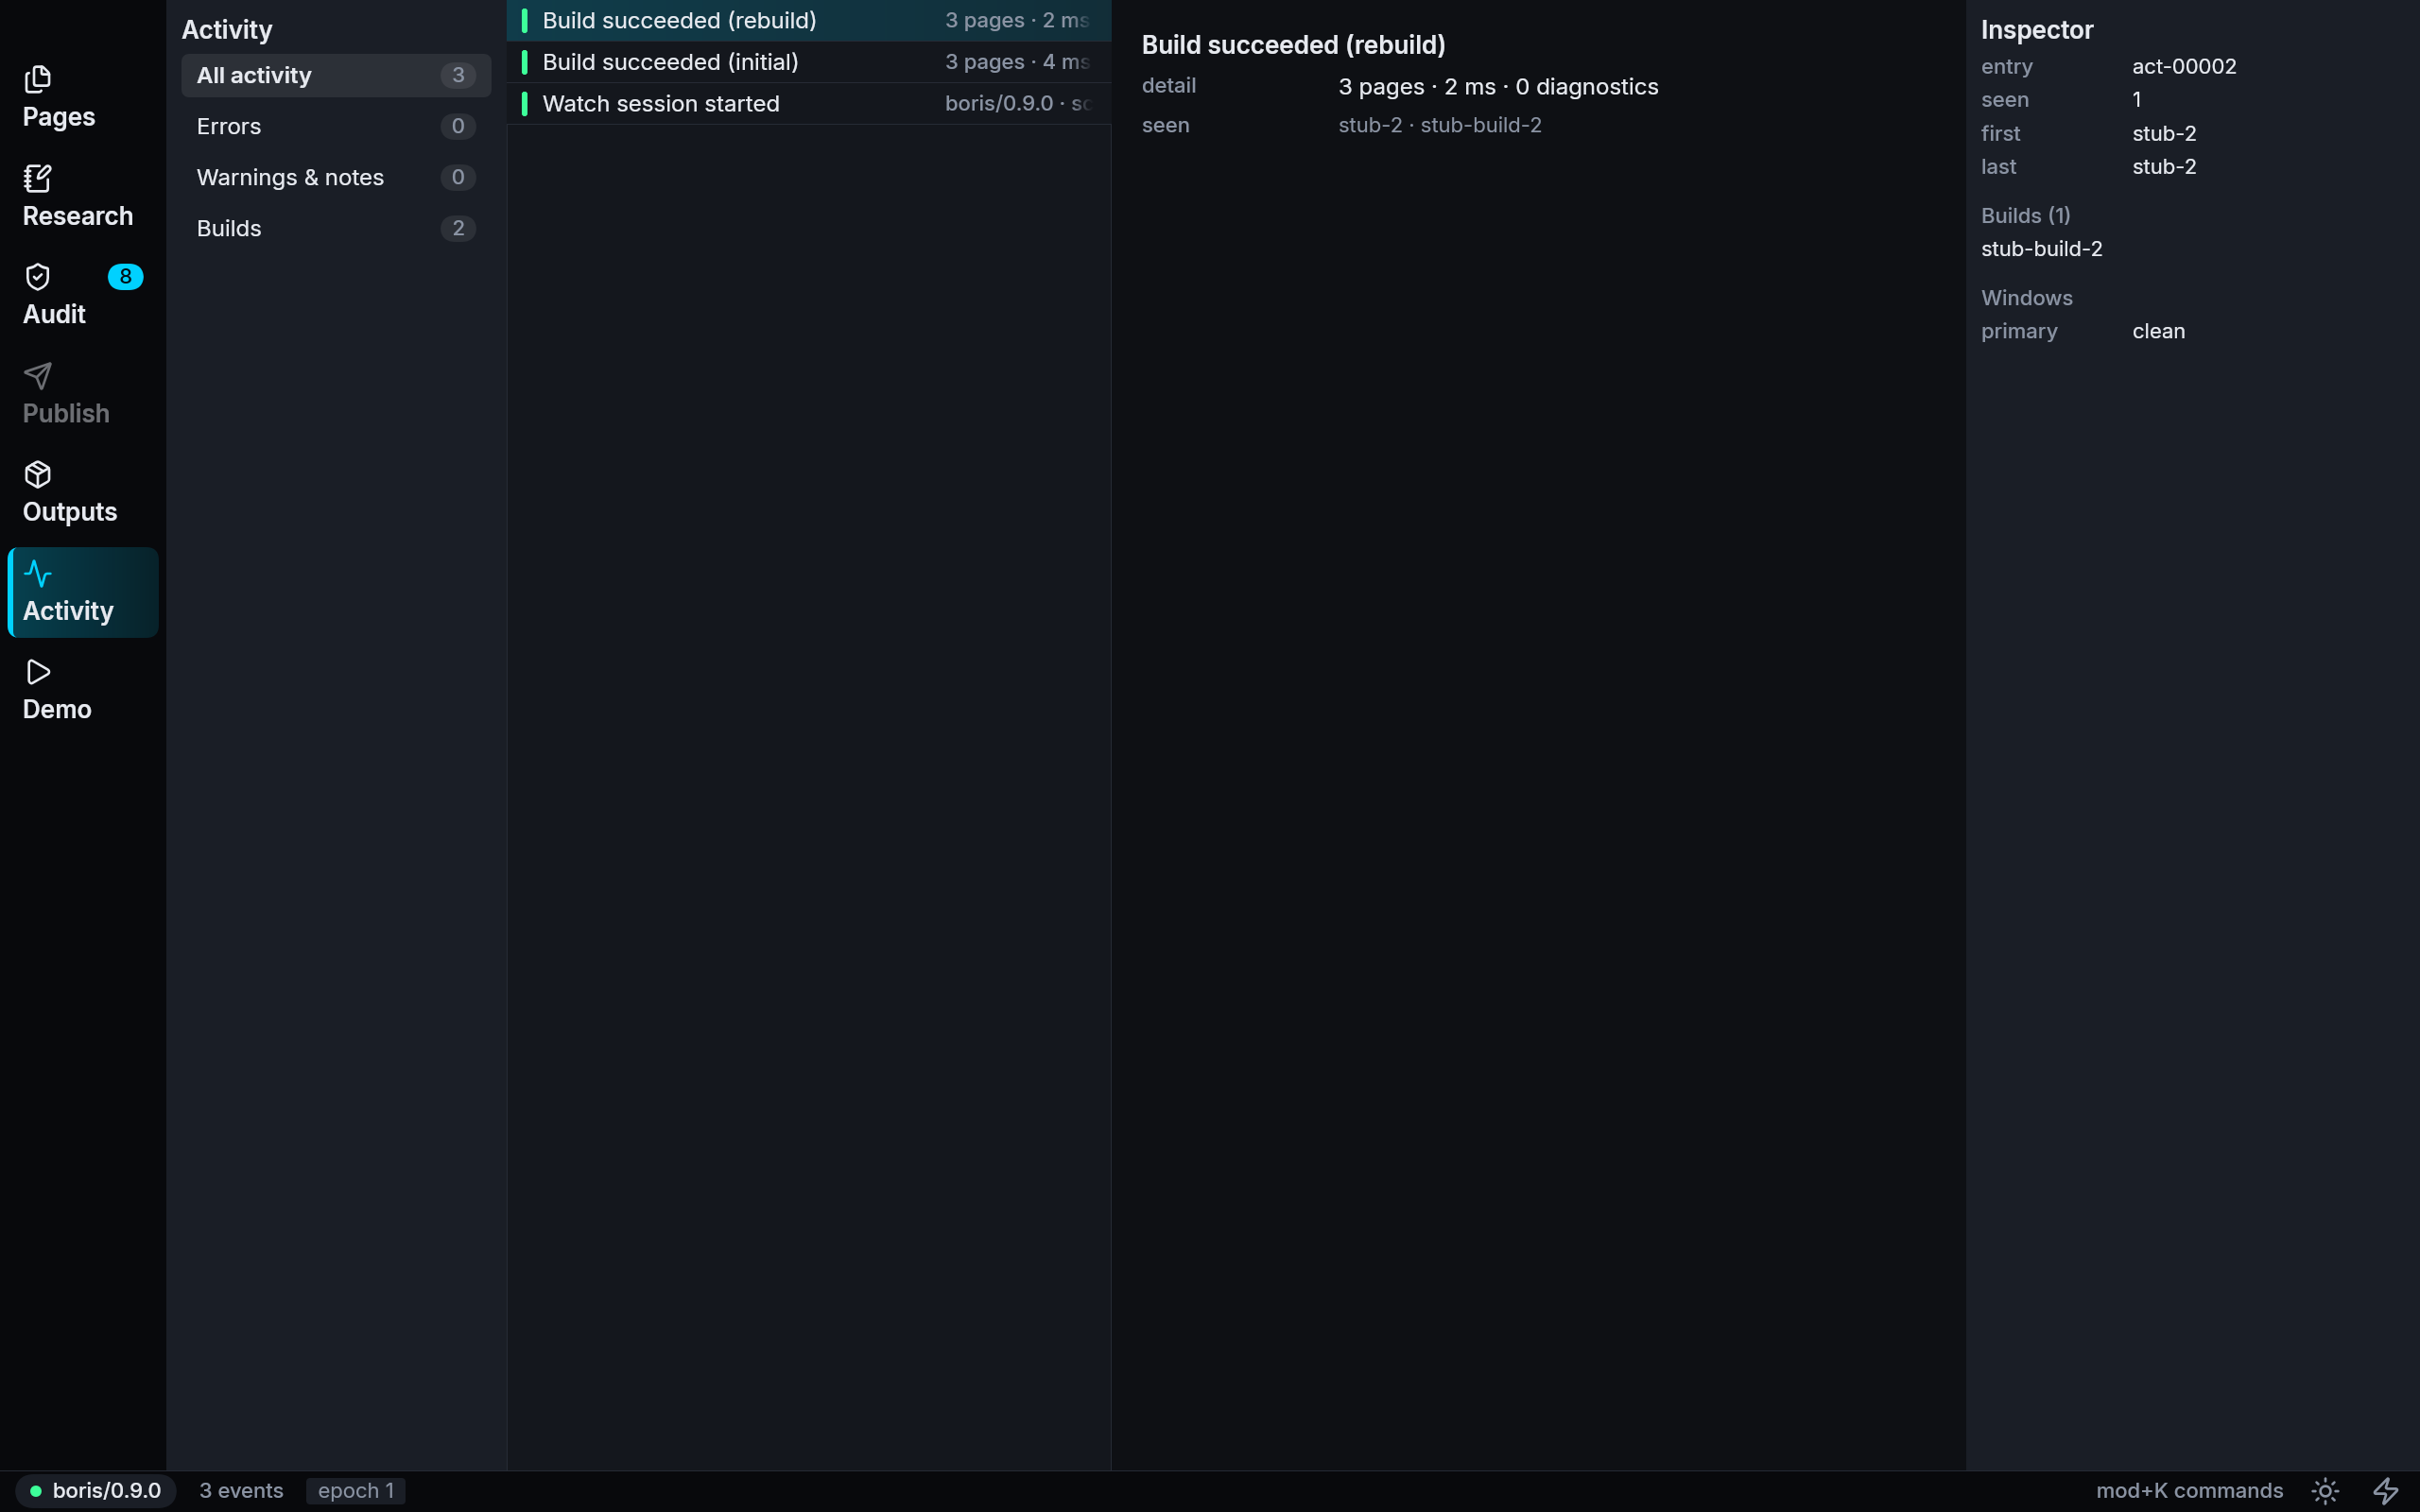 Pages
Research
8
Audit
Publish
Outputs
Activity
Demo
Activity
All activity 3
Errors 0
Warnings & notes 0
Builds 2
Build succeeded (rebuild) 3 pages · 2 ms
Build succeeded (initial) 3 pages · 4 ms
Watch session started boris/0.9.0 · sc
Build succeeded (rebuild)
detail 3 pages · 2 ms · 0 diagnostics
seen stub-2 · stub-build-2
Inspector
entry act-00002
seen 1
first stub-2
last stub-2
Builds (1)
stub-build-2
Windows
primary clean
boris/0.9.0 3 events epoch 1 mod+K commands